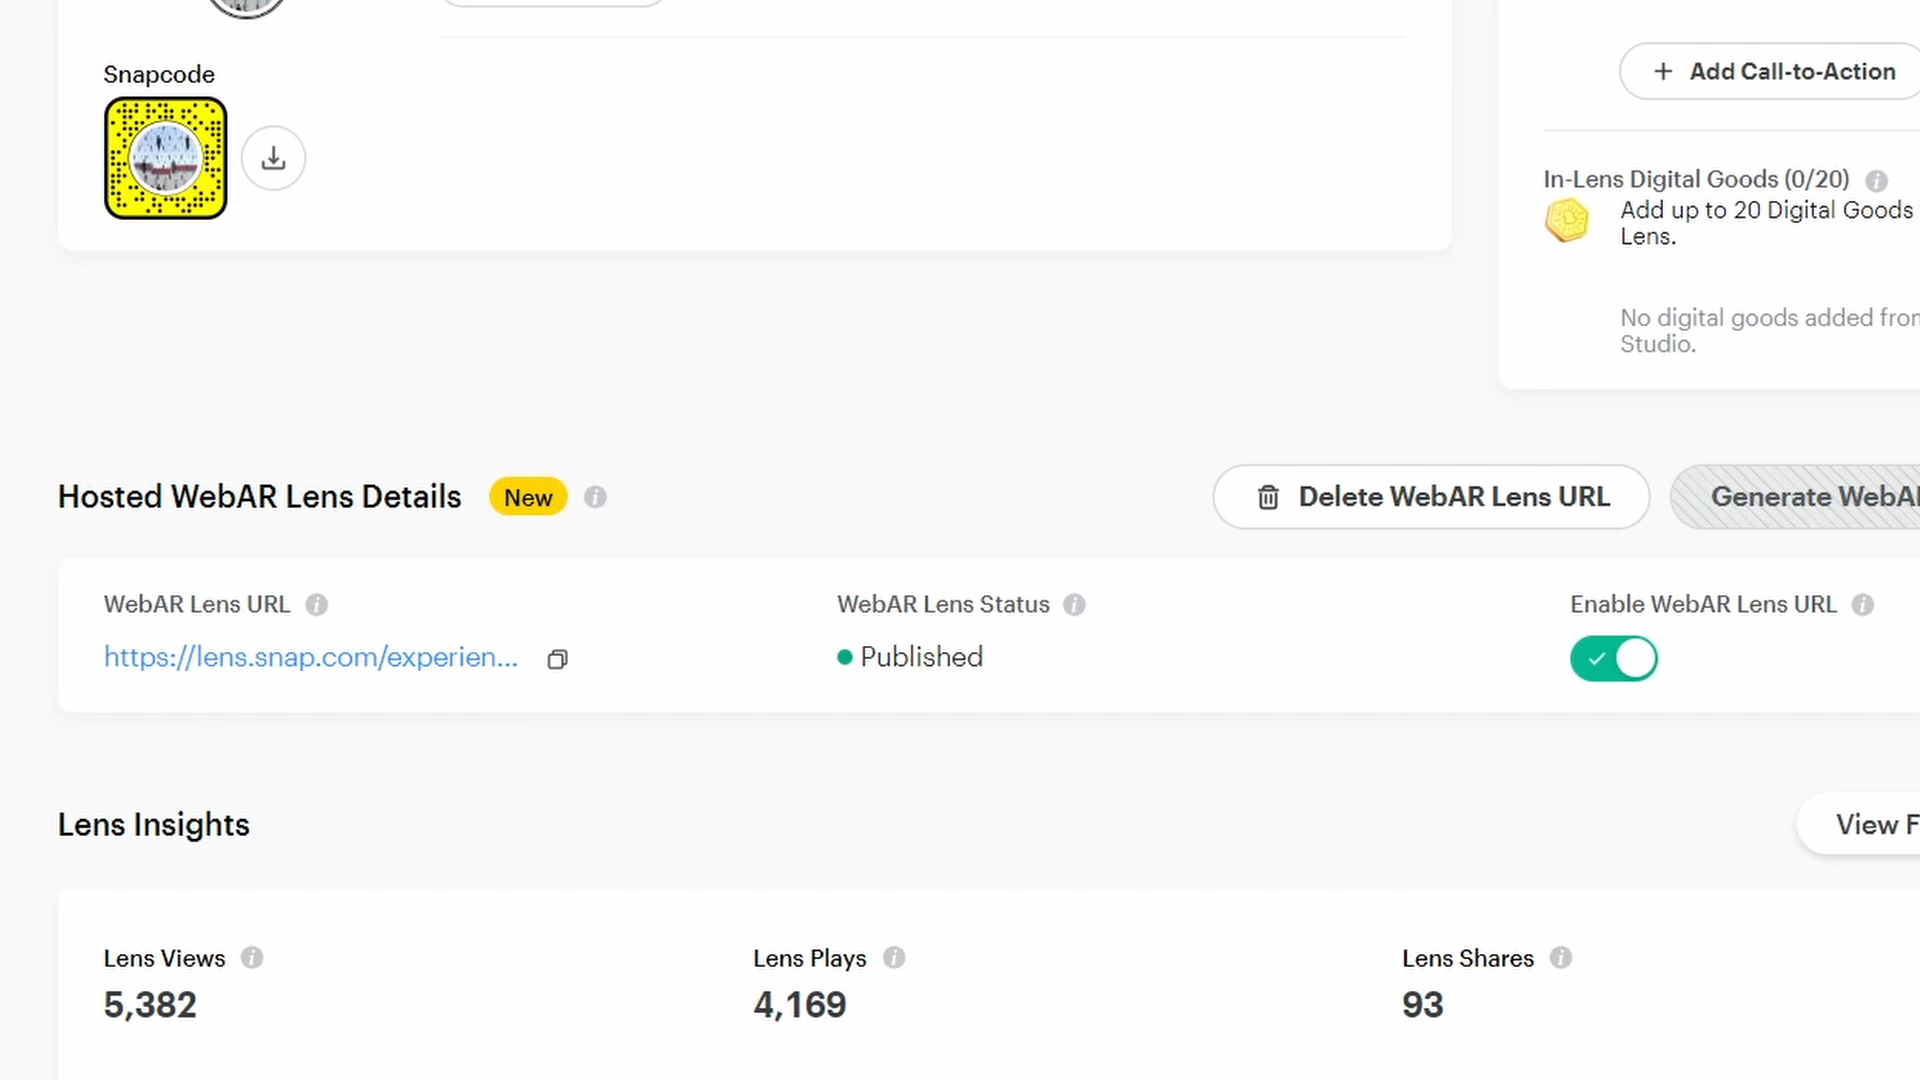 Snapcode
+ Add Call-to-Action
In-Lens Digital Goods (0/20)
Add up to 20 Digital Goods
Lens.
No digital goods added from
Studio.
Hosted WebAR Lens Details New
Delete WebAR Lens URL
Generate WebAR
WebAR Lens URL
https://lens.snap.com/experien...
WebAR Lens Status
Published
Enable WebAR Lens URL
Lens Insights
View F
Lens Views
5,382
Lens Plays
4,169
Lens Shares
93